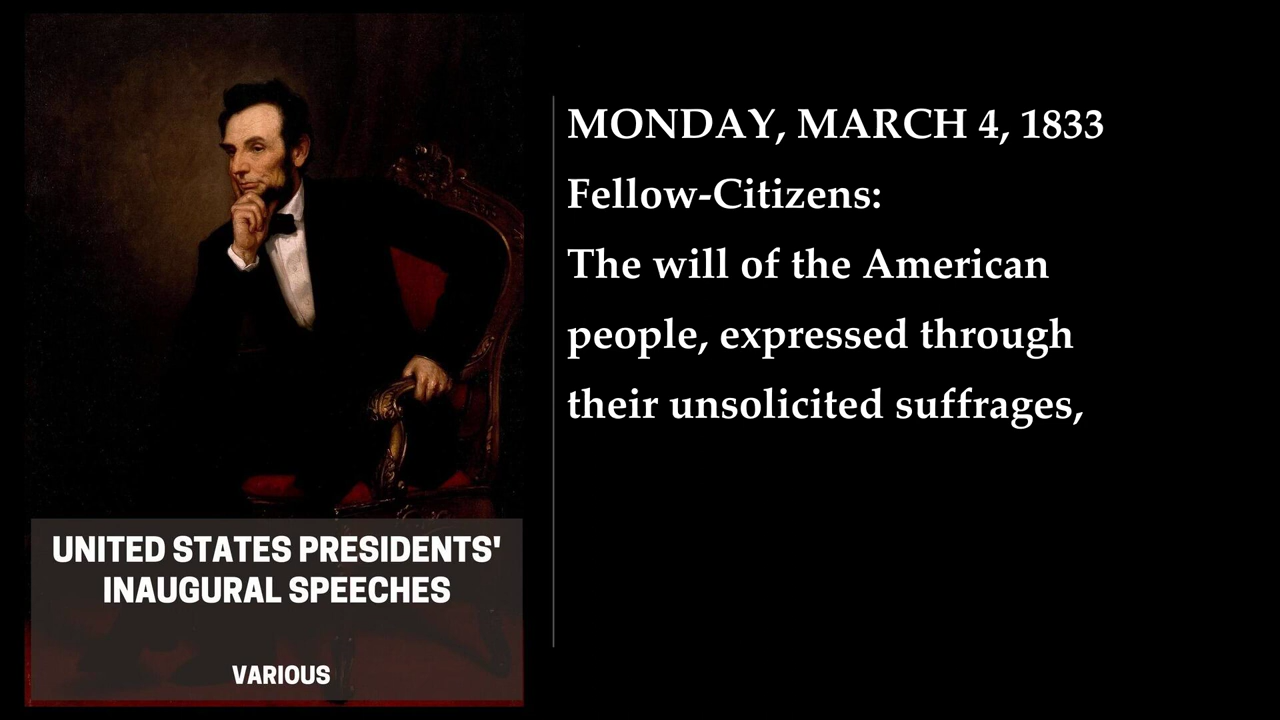 MONDAY, MARCH 4, 1833
Fellow-Citizens:
The will of the American
people, expressed through
their unsolicited suffrages,
UNITED STATES PRESIDENTS'
INAUGURAL SPEECHES
VARIOUS